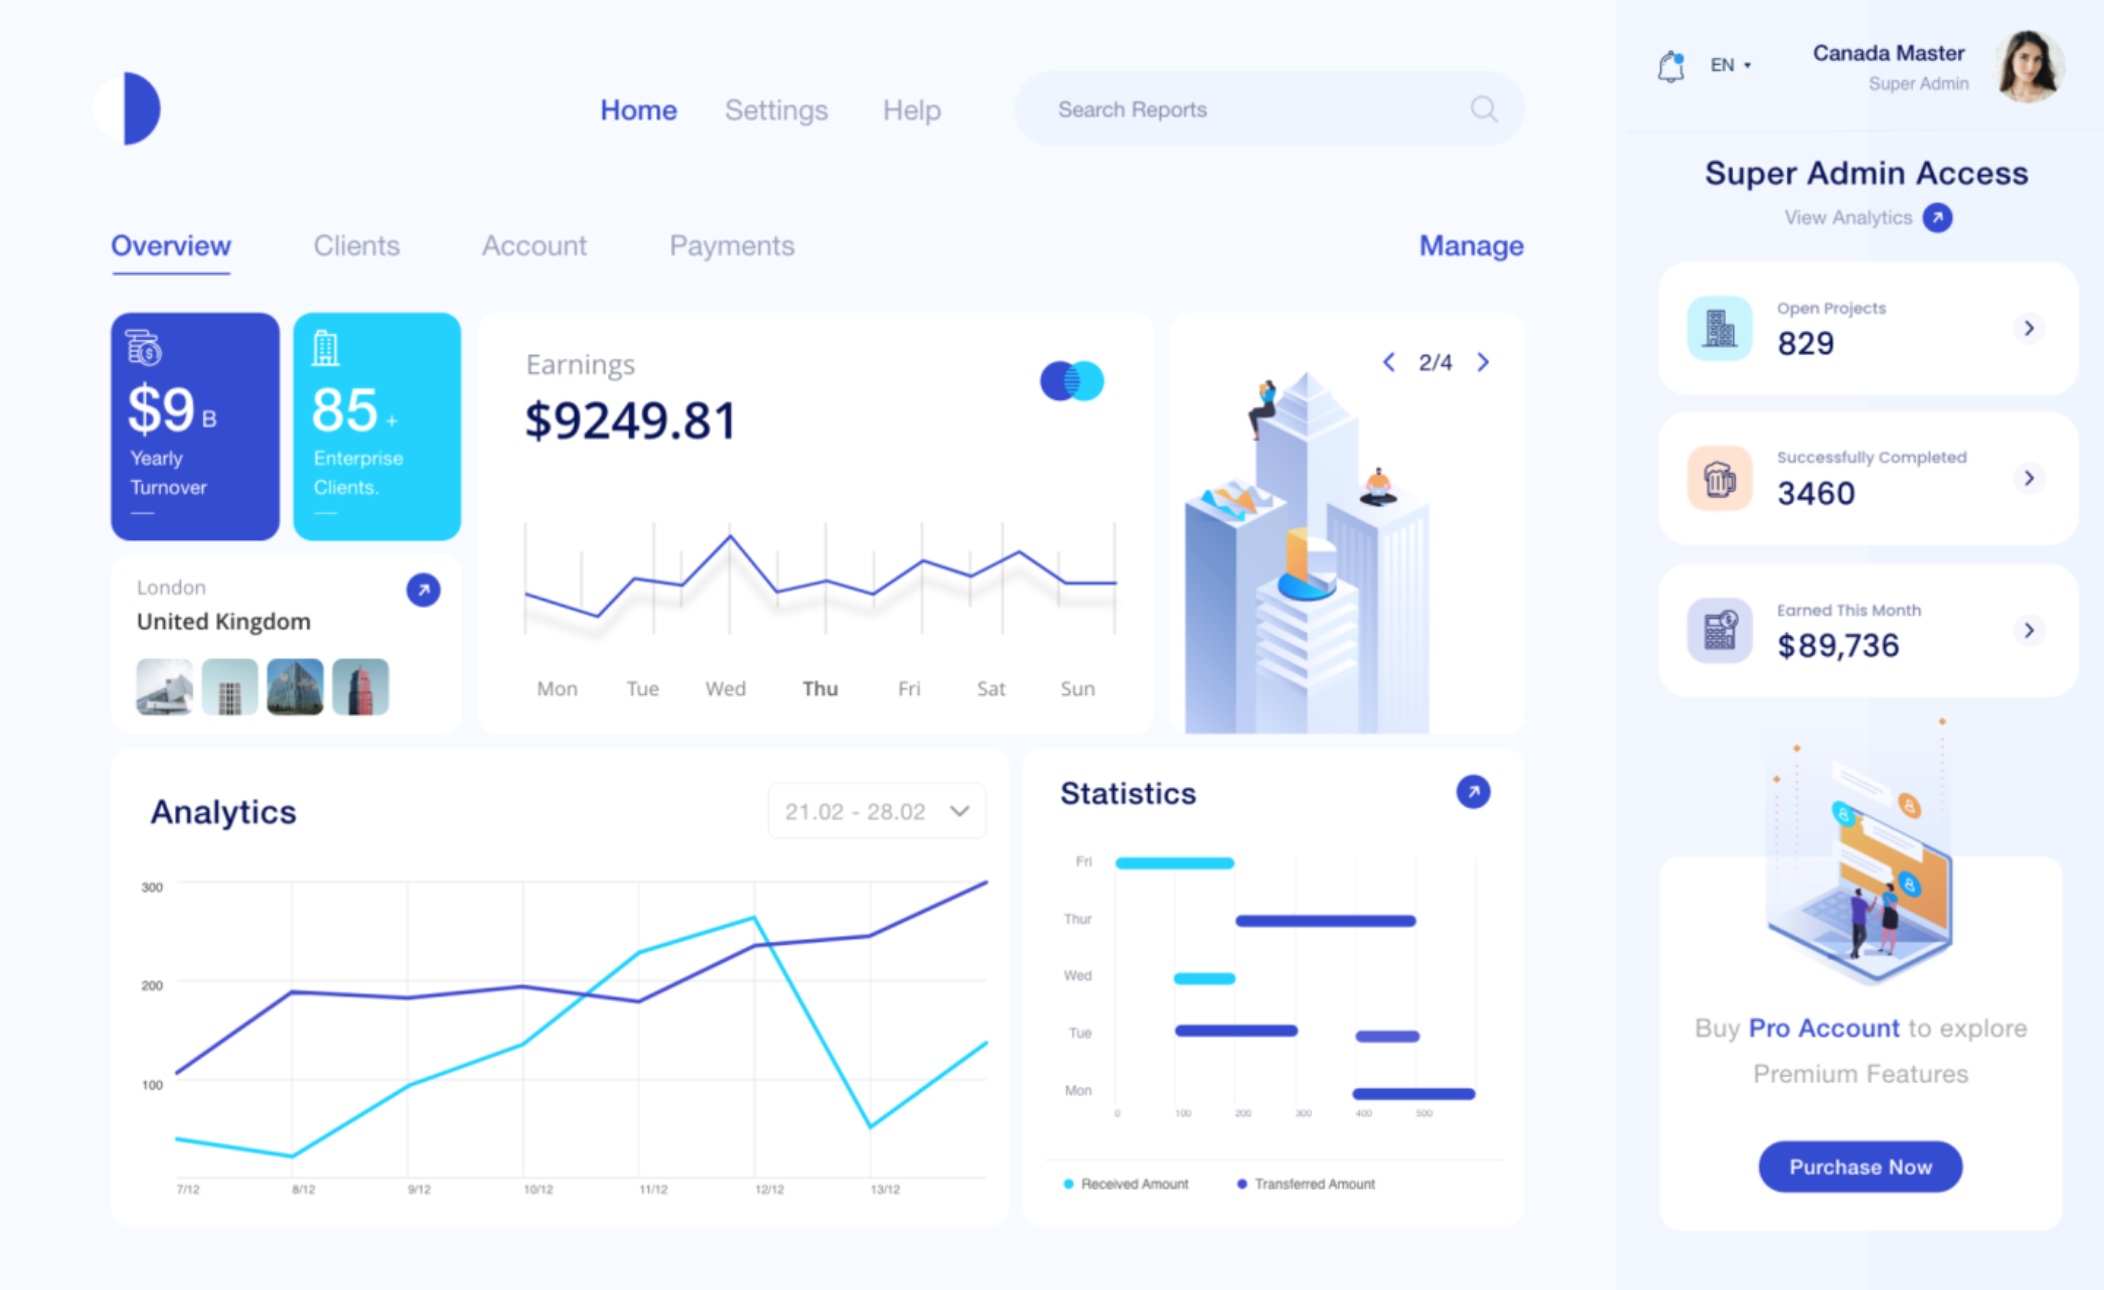 Home
Settings
Help
Search Reports
EN
Canada Master
Super Admin
Overview
Clients
Account
Payments
Manage
$9 B
Yearly
Turnover
85 +
Enterprise
Clients.
London
United Kingdom
Earnings
$9249.81
Mon
Tue
Wed
Thu
Fri
Sat
Sun
2/4
Analytics
21.02 - 28.02
300
200
100
7/12
8/12
9/12
10/12
11/12
12/12
13/12
Statistics
Fri
Thur
Wed
Tue
Mon
0
100
200
300
400
500
Received Amount
Transferred Amount
Super Admin Access
View Analytics
Open Projects
829
Successfully Completed
3460
Earned This Month
$89,736
Buy Pro Account to explore
Premium Features
Purchase Now